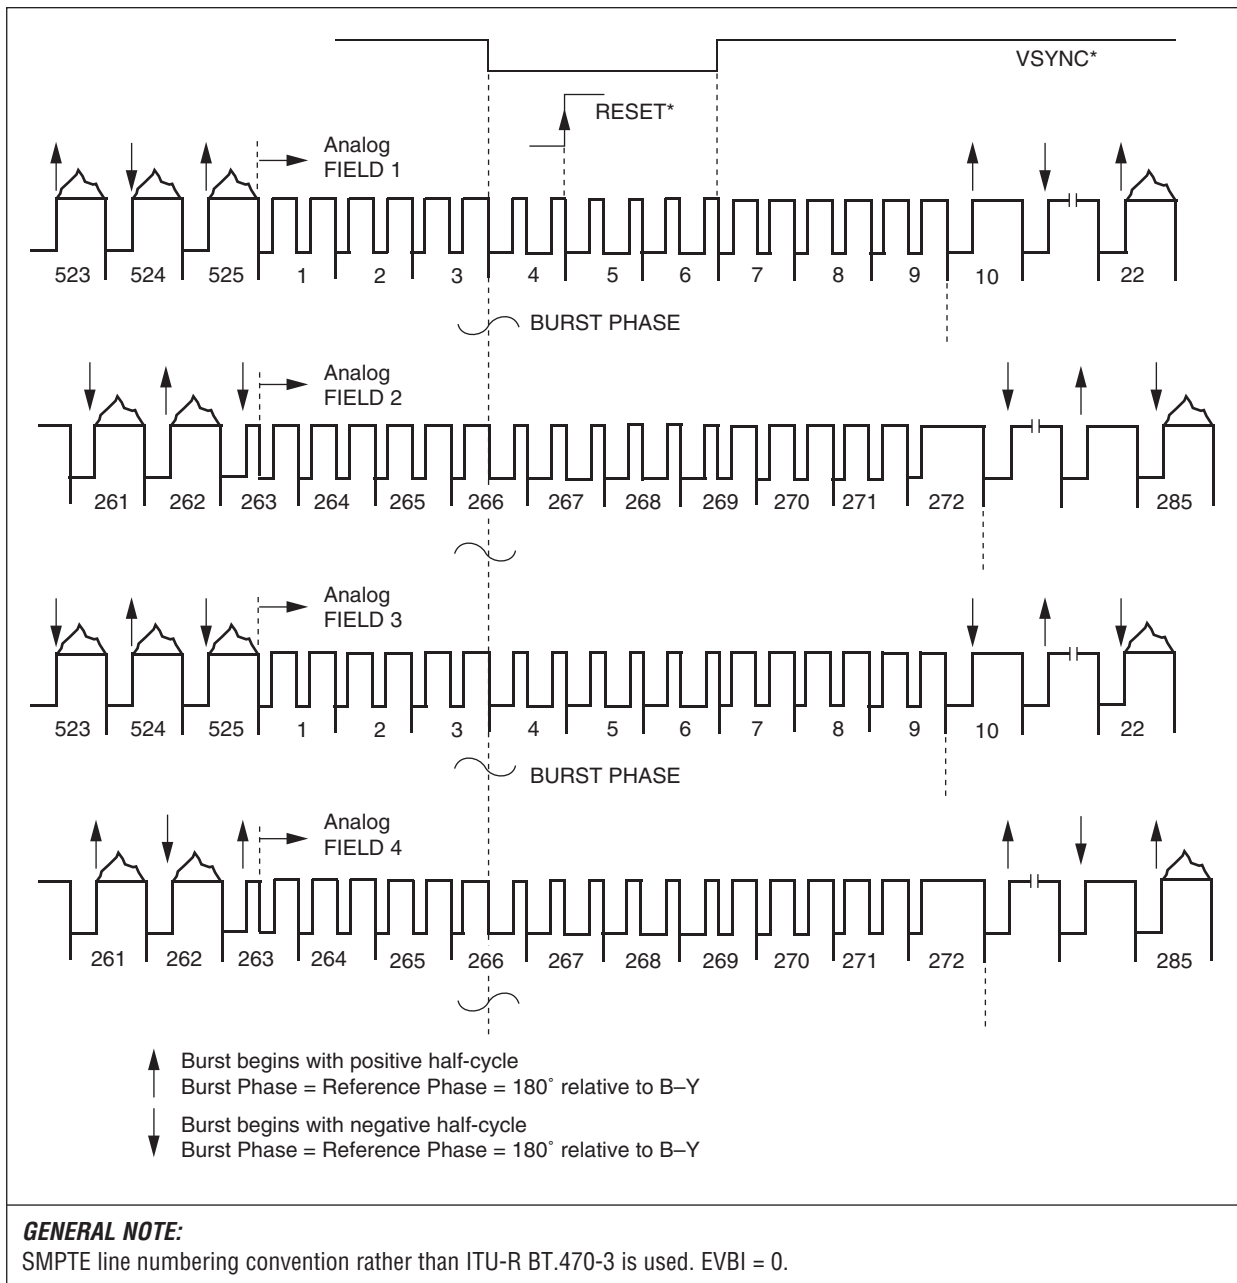 VSYNC*
RESET*
Analog
FIELD 1
523 524 525 1 2 3 4 5 6 7 8 9 10 22
BURST PHASE
Analog
FIELD 2
261 262 263 264 265 266 267 268 269 270 271 272 285
Analog
FIELD 3
523 524 525 1 2 3 4 5 6 7 8 9 10 22
BURST PHASE
Analog
FIELD 4
261 262 263 264 265 266 267 268 269 270 271 272 285
Burst begins with positive half-cycle
Burst Phase = Reference Phase = 180° relative to B–Y
Burst begins with negative half-cycle
Burst Phase = Reference Phase = 180° relative to B–Y
GENERAL NOTE:
SMPTE line numbering convention rather than ITU-R BT.470-3 is used. EVBI = 0.